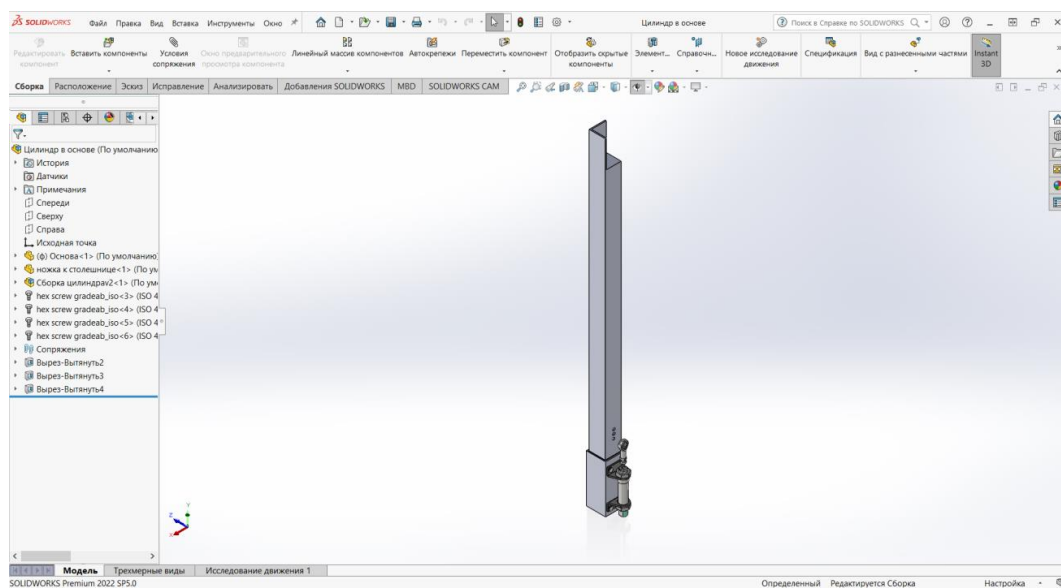 SOLIDWORKS Файл Правка Вид Вставка Инструменты Окно Цилиндр в основе Поиск в Справке по SOLIDWORKS
Редактировать компонент
Вставить компоненты
Условия сопряжения
Окно предварительного просмотра компонента
Линейный массив компонентов
Автокрепежи
Переместить компонент
Отобразить скрытые компоненты
Элемент...
Справочн...
Новое исследование движения
Спецификация
Вид с разнесенными частями
Instant 3D
Сборка Расположение Эскиз Исправление Анализировать Добавления SOLIDWORKS MBD SOLIDWORKS CAM
Цилиндр в основе (По умолчанию
История
Датчики
Примечания
Спереди
Сверху
Справа
Исходная точка
(ф) Основа<1> (По умолчанию)
ножка к столешнице<1> (По ум
Сборка цилиндраv2<1> (По умо
hex screw gradeab_iso<3> (ISO 4
hex screw gradeab_iso<4> (ISO 4
hex screw gradeab_iso<5> (ISO 4
hex screw gradeab_iso<6> (ISO 4
Сопряжения
Вырез-Вытянуть2
Вырез-Вытянуть3
Вырез-Вытянуть4
Y
Z
X
Модель Трехмерные виды Исследование движения 1
SOLIDWORKS Premium 2022 SP5.0 Определенный Редактируется Сборка Настройка